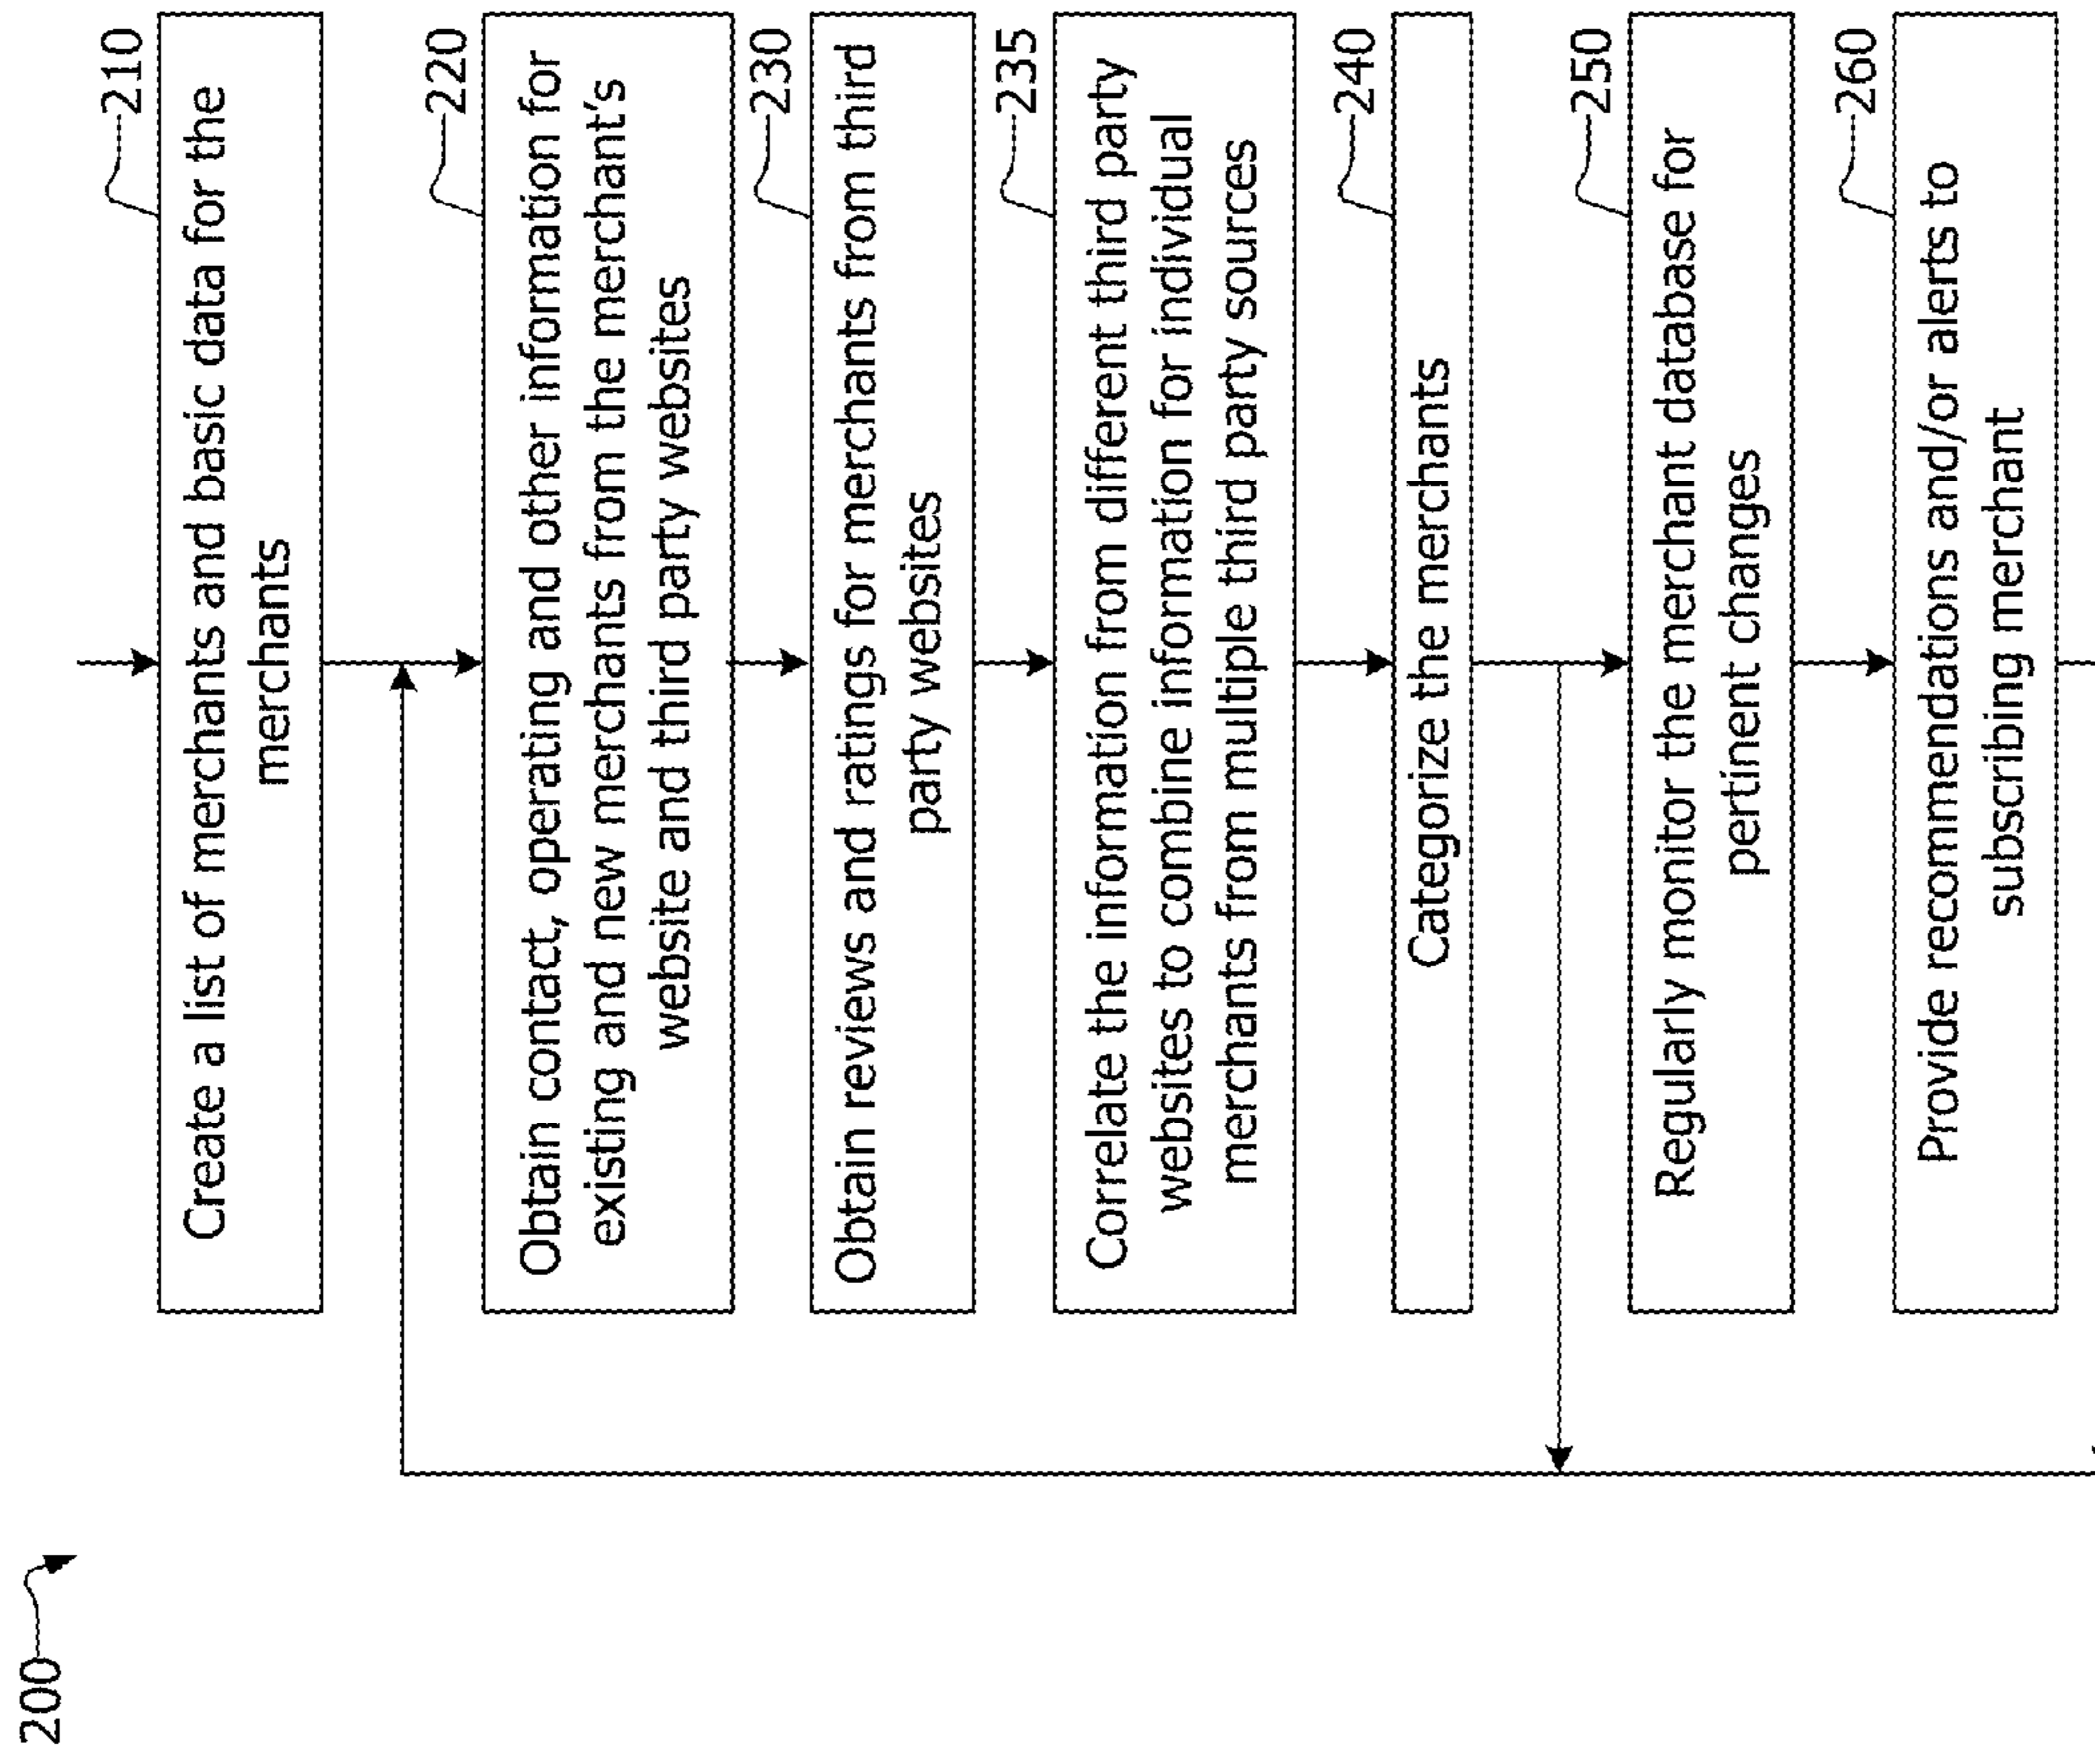 200
210
Create a list of merchants and basic data for the
merchants
220
Obtain contact, operating and other information for
existing and new merchants from the merchant's
website and third party websites
230
Obtain reviews and ratings for merchants from third
party websites
235
Correlate the information from different third party
websites to combine information for individual
merchants from multiple third party sources
240
Categorize the merchants
250
Regularly monitor the merchant database for
pertinent changes
260
Provide recommendations and/or alerts to
subscribing merchant